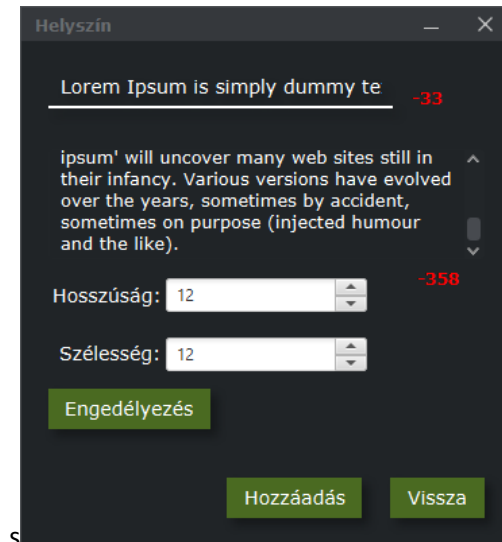 Helyszín
Lorem Ipsum is simply dummy te
-33
ipsum' will uncover many web sites still in
their infancy. Various versions have evolved
over the years, sometimes by accident,
sometimes on purpose (injected humour
and the like).
-358
Hosszúság: 12
Szélesség: 12
Engedélyezés
Hozzáadás Vissza
s